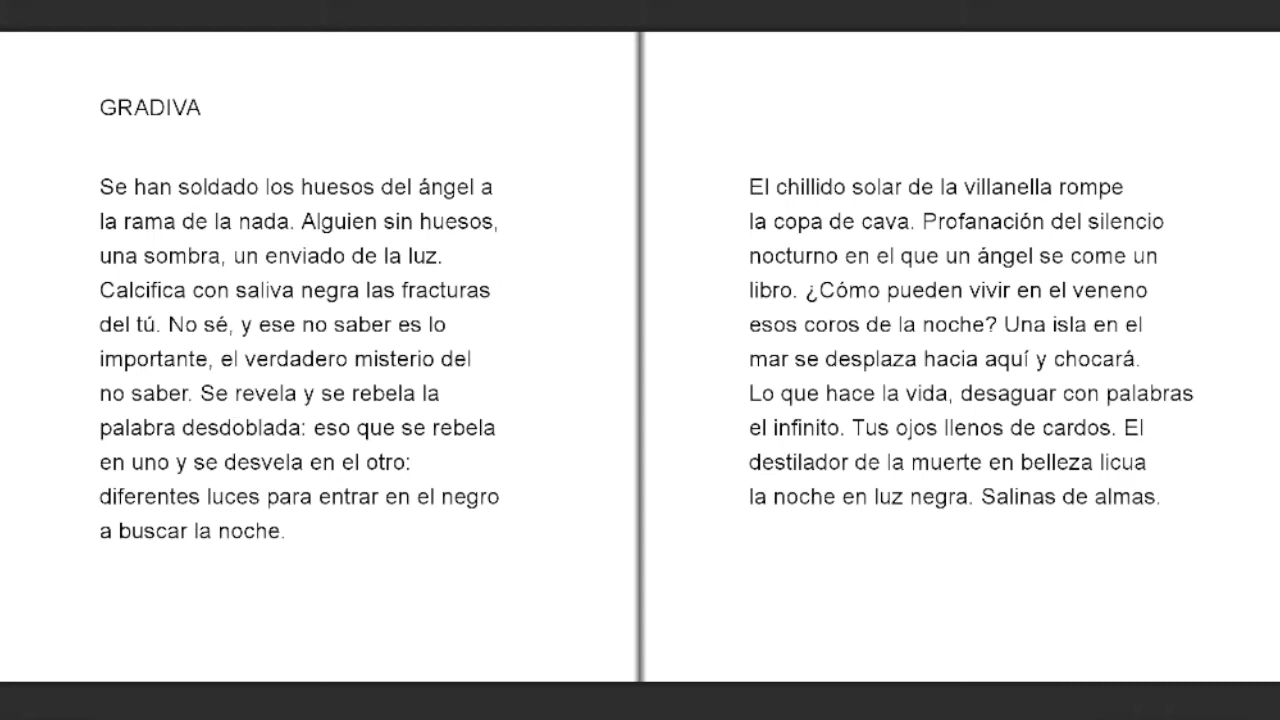 GRADIVA
Se han soldado los huesos del ángel a
la rama de la nada. Alguien sin huesos,
una sombra, un enviado de la luz.
Calcifica con saliva negra las fracturas
del tú. No sé, y ese no saber es lo
importante, el verdadero misterio del
no saber. Se revela y se rebela la
palabra desdoblada: eso que se rebela
en uno y se desvela en el otro:
diferentes luces para entrar en el negro
a buscar la noche.
El chillido solar de la villanella rompe
la copa de cava. Profanación del silencio
nocturno en el que un ángel se come un
libro. ¿Cómo pueden vivir en el veneno
esos coros de la noche? Una isla en el
mar se desplaza hacia aquí y chocará.
Lo que hace la vida, desaguar con palabras
el infinito. Tus ojos llenos de cardos. El
destilador de la muerte en belleza licua
la noche en luz negra. Salinas de almas.